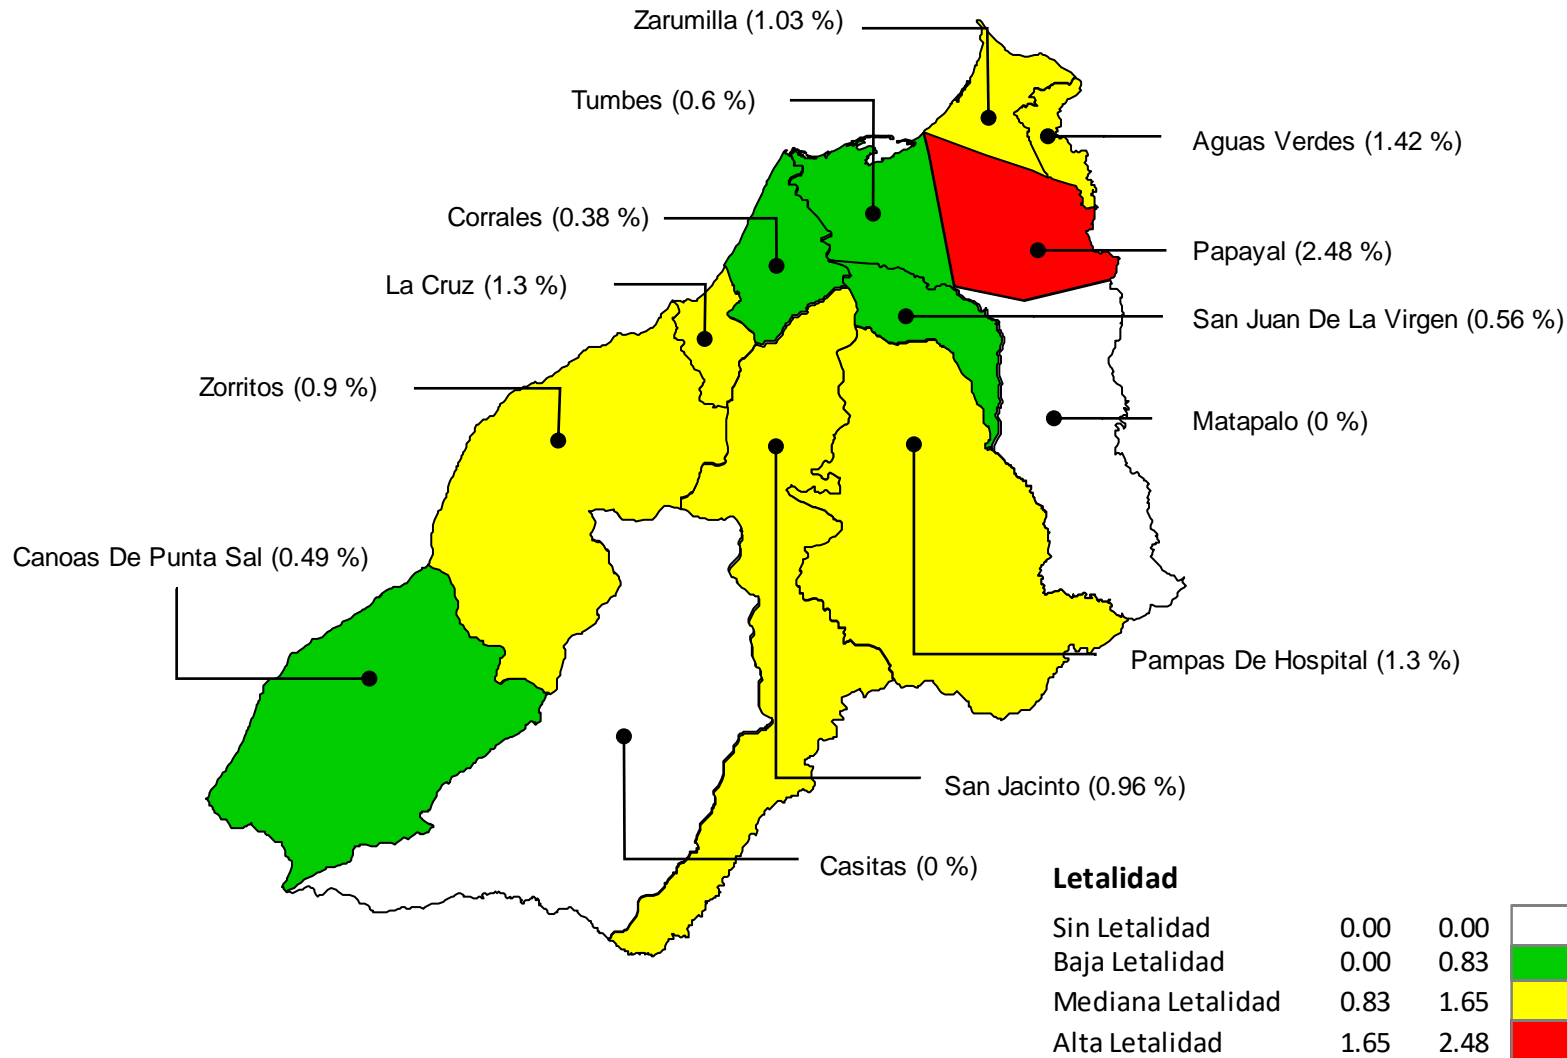 Zarumilla (1.03 %)
Tumbes (0.6 %)
Aguas Verdes (1.42 %)
Corrales (0.38 %)
Papayal (2.48 %)
La Cruz (1.3 %)
San Juan De La Virgen (0.56 %)
Zorritos (0.9 %)
Matapalo (0 %)
Canoas De Punta Sal (0.49 %)
Pampas De Hospital (1.3 %)
San Jacinto (0.96 %)
Casitas (0 %)
Letalidad
Sin Letalidad 0.00 0.00
Baja Letalidad 0.00 0.83
Mediana Letalidad 0.83 1.65
Alta Letalidad 1.65 2.48